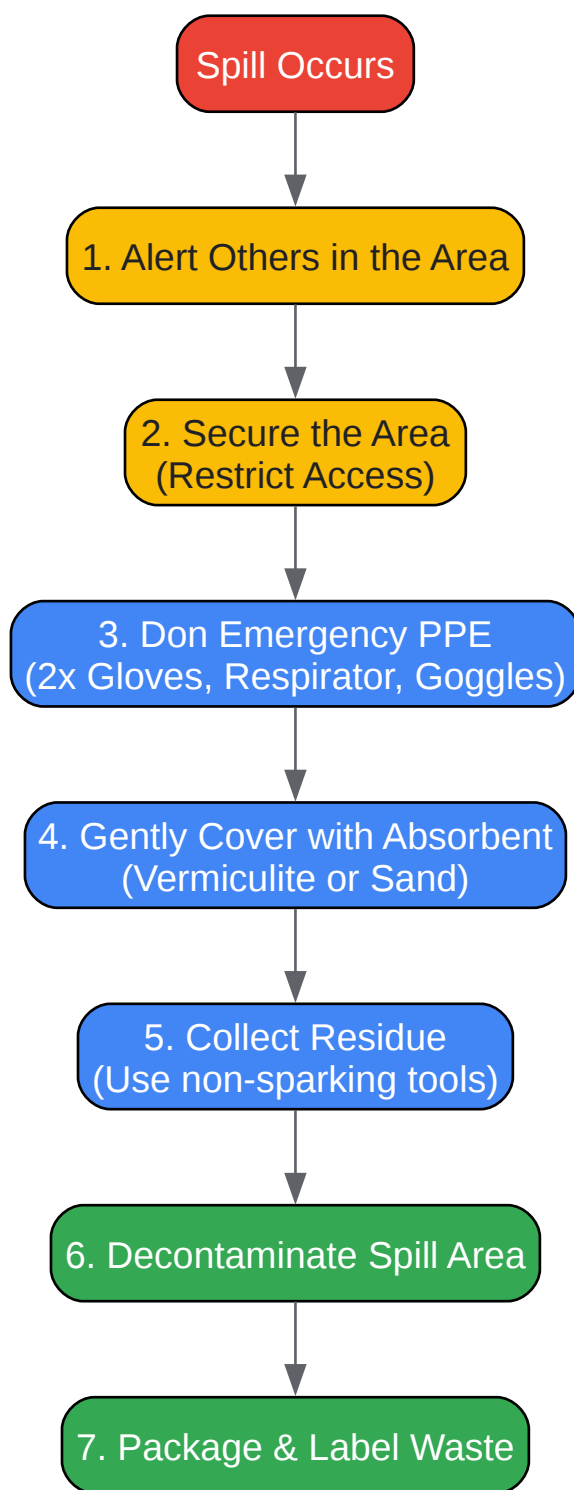 Spill Occurs
1. Alert Others in the Area
2. Secure the Area
(Restrict Access)
3. Don Emergency PPE
(2x Gloves, Respirator, Goggles)
4. Gently Cover with Absorbent
(Vermiculite or Sand)
5. Collect Residue
(Use non-sparking tools)
6. Decontaminate Spill Area
7. Package & Label Waste